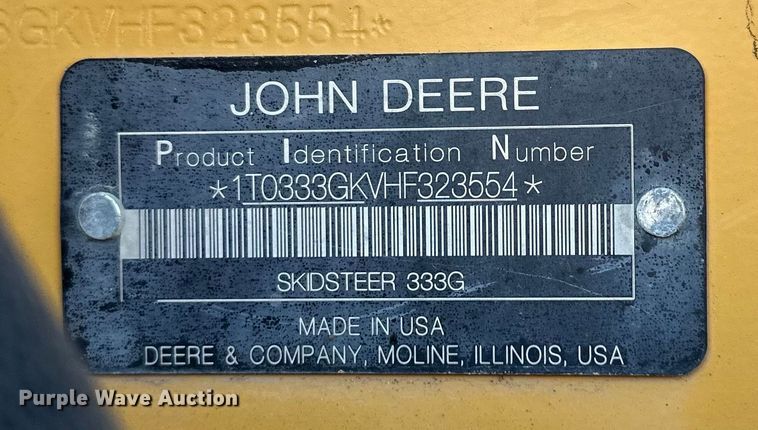 3GKVHF323554*
JOHN DEERE
Product Identification Number
*1T0333GKVHF323554*
SKIDSTEER 333G
MADE IN USA
DEERE & COMPANY, MOLINE, ILLINOIS, USA
Purple Wave Auction